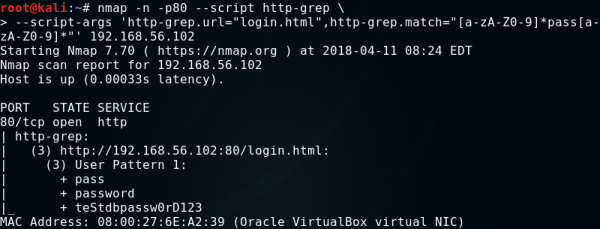 root@kali:~# nmap -n -p80 --script http-grep \
> --script-args 'http-grep.url="login.html",http-grep.match="[a-zA-Z0-9]*pass[a-
zA-Z0-9]*"' 192.168.56.102
Starting Nmap 7.70 ( https://nmap.org ) at 2018-04-11 08:24 EDT
Nmap scan report for 192.168.56.102
Host is up (0.00033s latency).
PORT   STATE SERVICE
80/tcp open  http
| http-grep:
|   (3) http://192.168.56.102:80/login.html:
|     (3) User Pattern 1:
|       + pass
|       + password
|_      + teStdbpassw0rD123
MAC Address: 08:00:27:6E:A2:39 (Oracle VirtualBox virtual NIC)